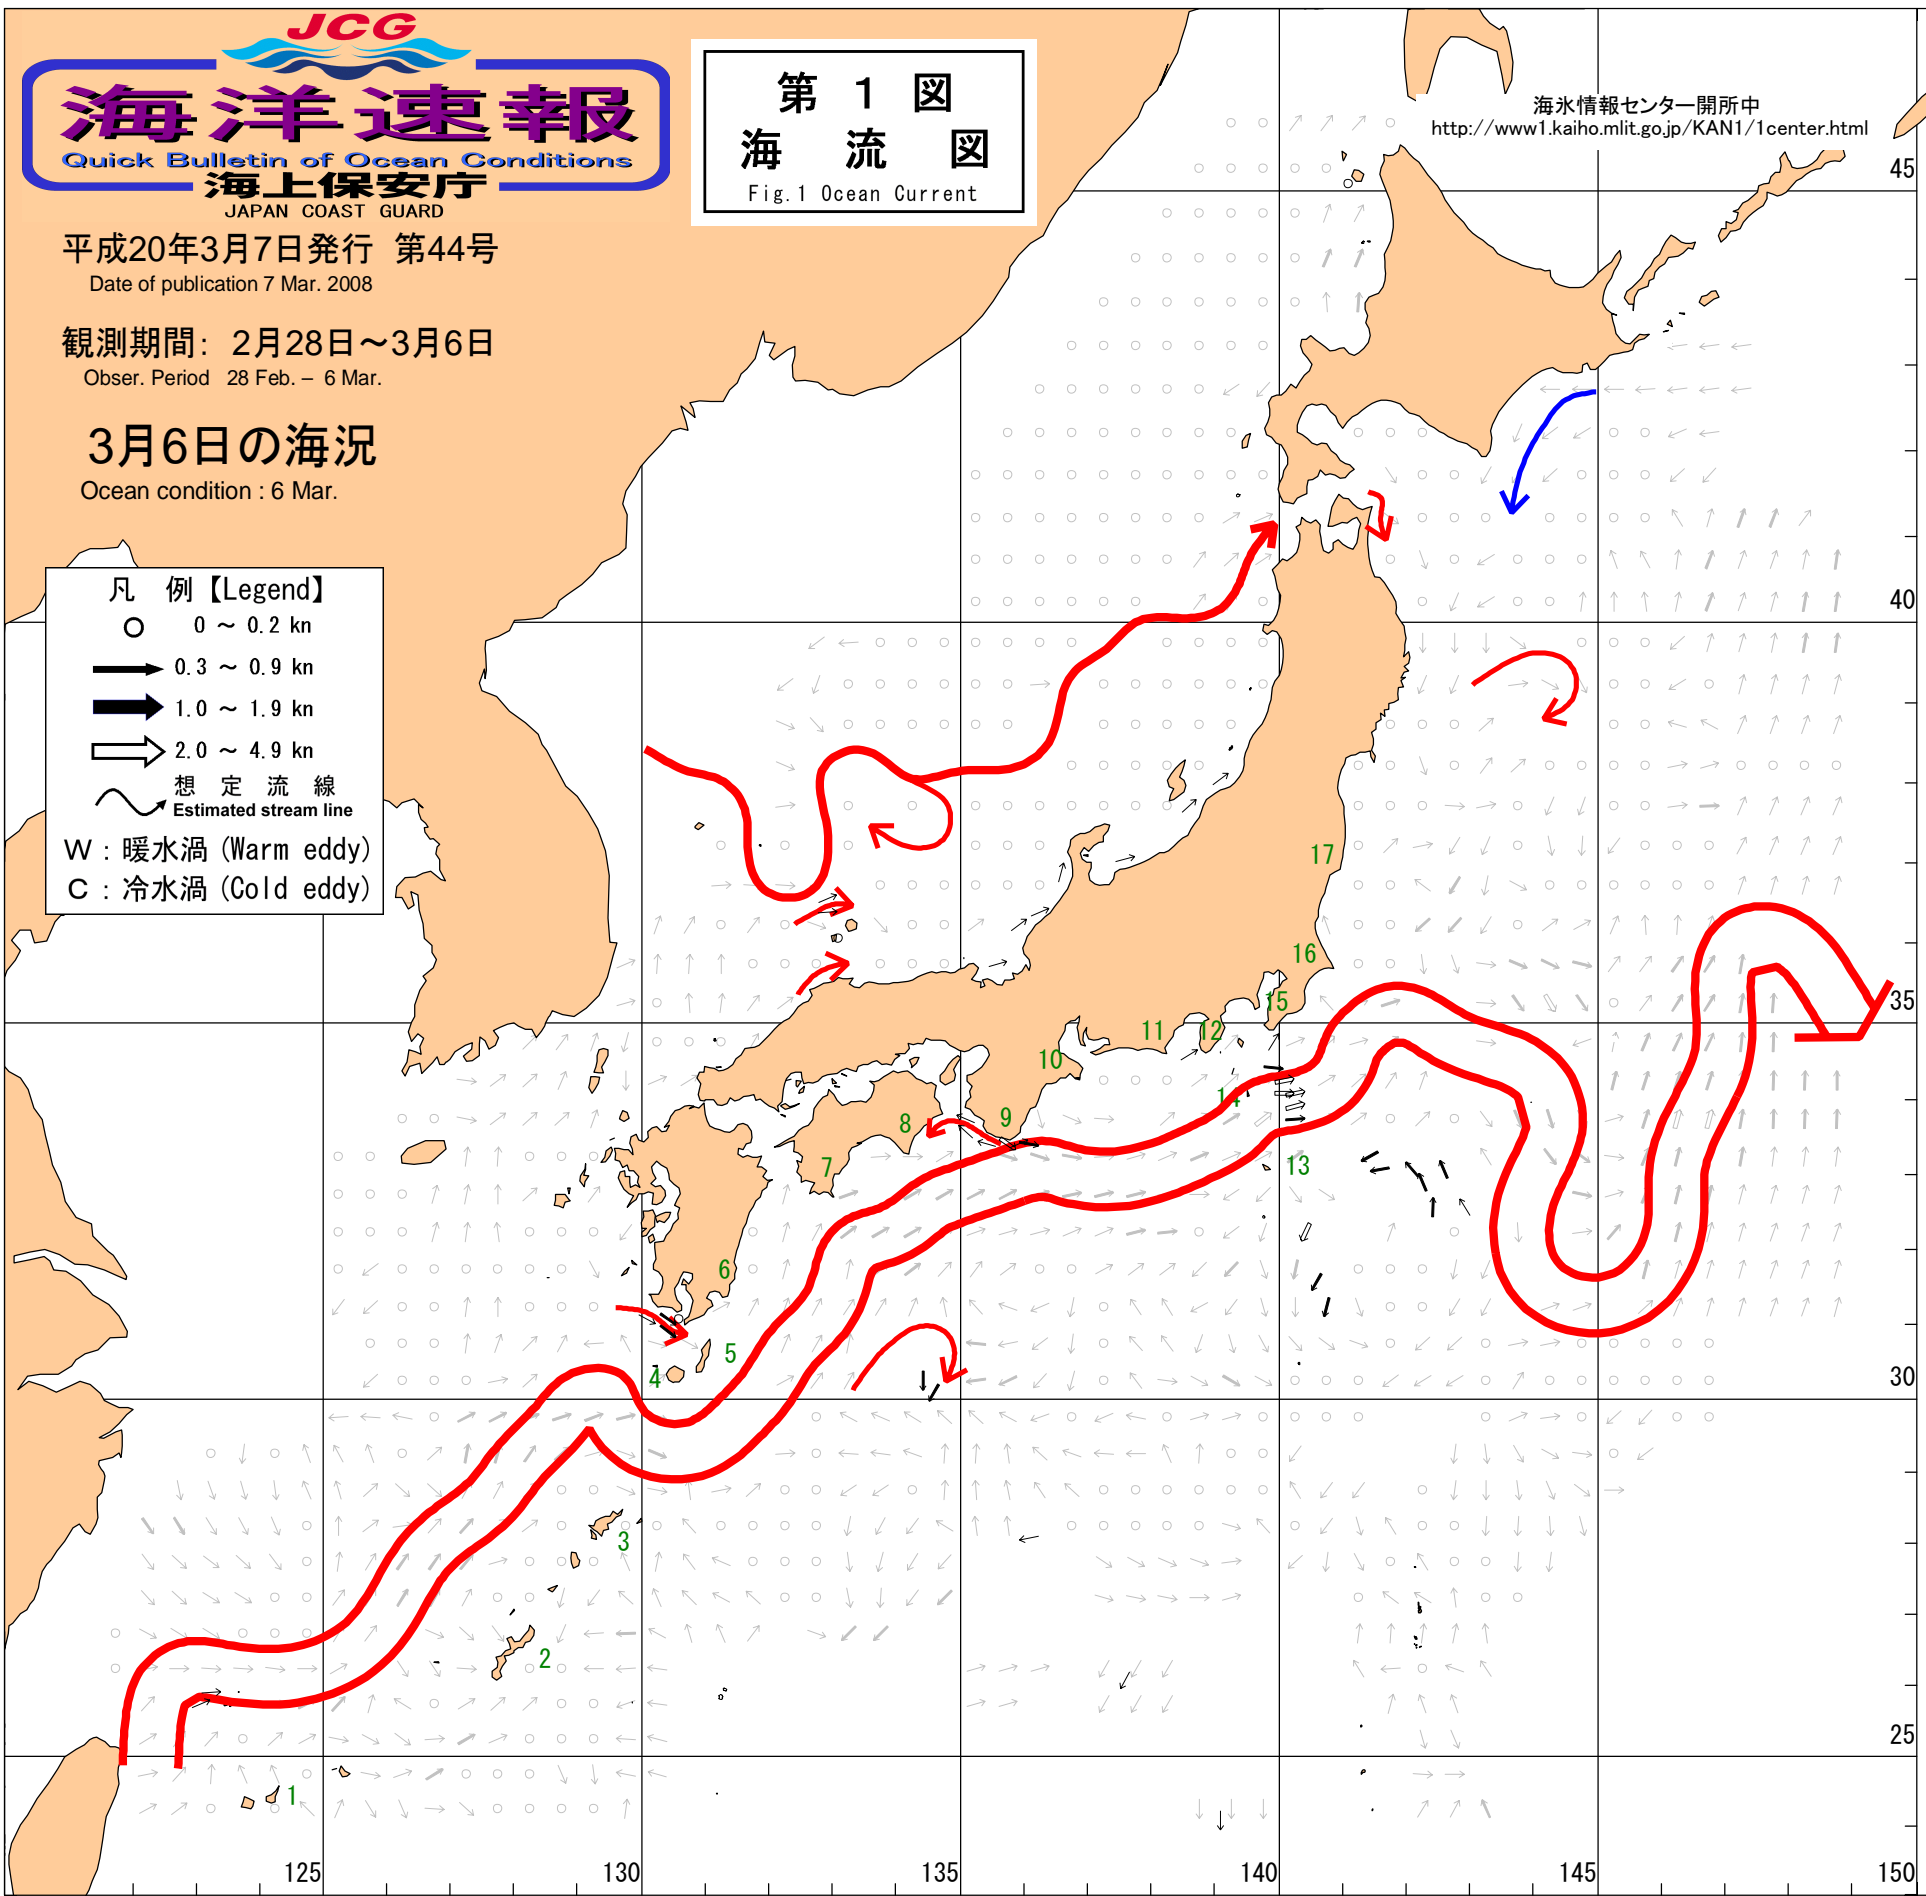 JCG
海洋速報
Quick Bulletin of Ocean Conditions
海上保安庁
JAPAN COAST GUARD
平成20年3月7日発行 第44号
Date of publication 7 Mar. 2008
観測期間: 2月28日～3月6日
Obser. Period 28 Feb. – 6 Mar.
3月6日の海況
Ocean condition : 6 Mar.
第 1 図
海 流 図
Fig.1 Ocean Current
海氷情報センター開所中
http://www1.kaiho.mlit.go.jp/KAN1/1center.html
凡 例【Legend】
0 ～ 0.2 kn
0.3 ～ 0.9 kn
1.0 ～ 1.9 kn
2.0 ～ 4.9 kn
想 定 流 線
Estimated stream line
W : 暖水渦 (Warm eddy)
C : 冷水渦 (Cold eddy)
45
40
35
30
25
17
16
15
11
12
10
14
9
8
13
7
6
5
4
3
2
1
125
130
135
140
145
150